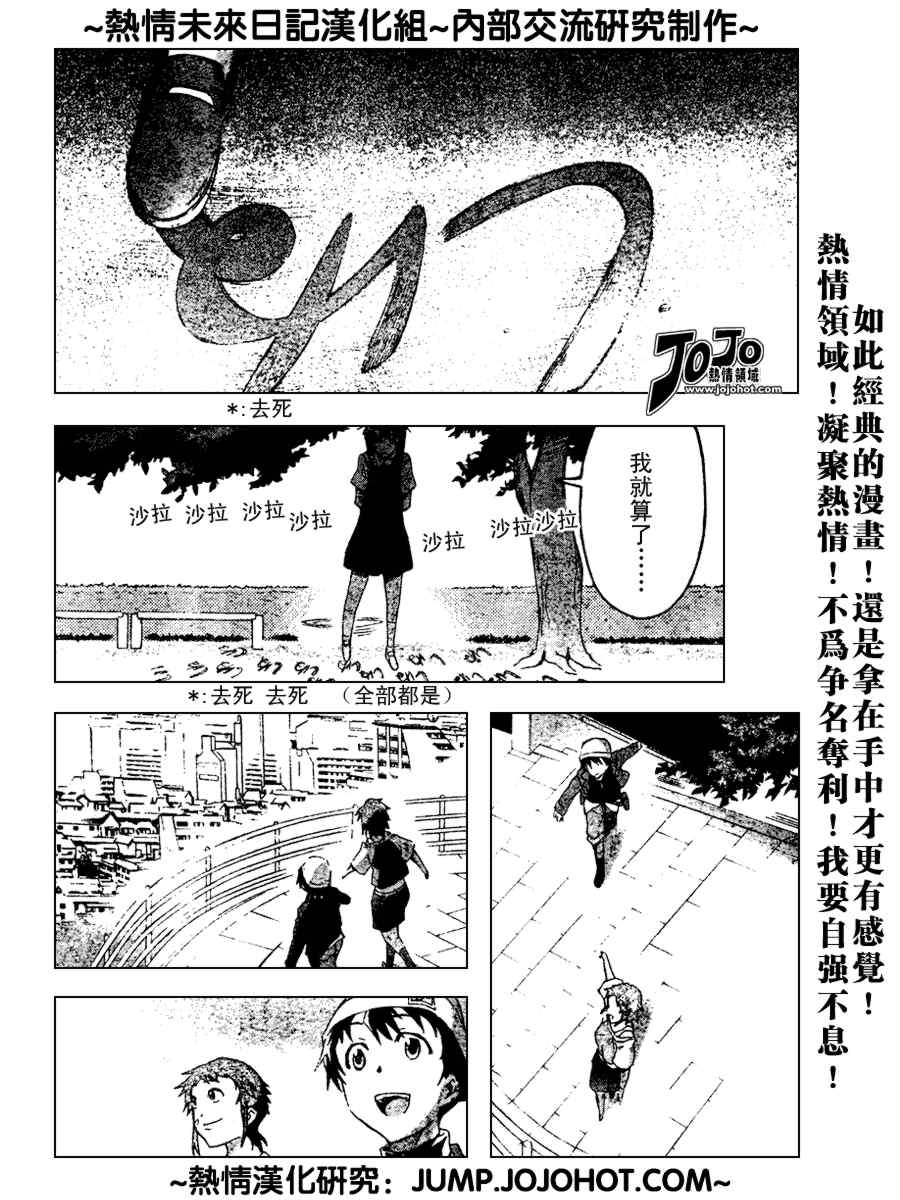 ~熱情未來日記漢化組~內部交流研究制作~
JOJO
熱情領域
www.jojohot.com
*:去死
我就算了……
沙拉
沙拉
沙拉
沙拉
沙拉
沙拉
沙拉
*:去死 去死 （全部都是）
如此經典的漫畫！還是拿在手中才更有感覺！
熱情領域！凝聚熱情！不爲争名奪利！我要自强不息！
~熱情漢化研究：JUMP.JOJOHOT.COM~